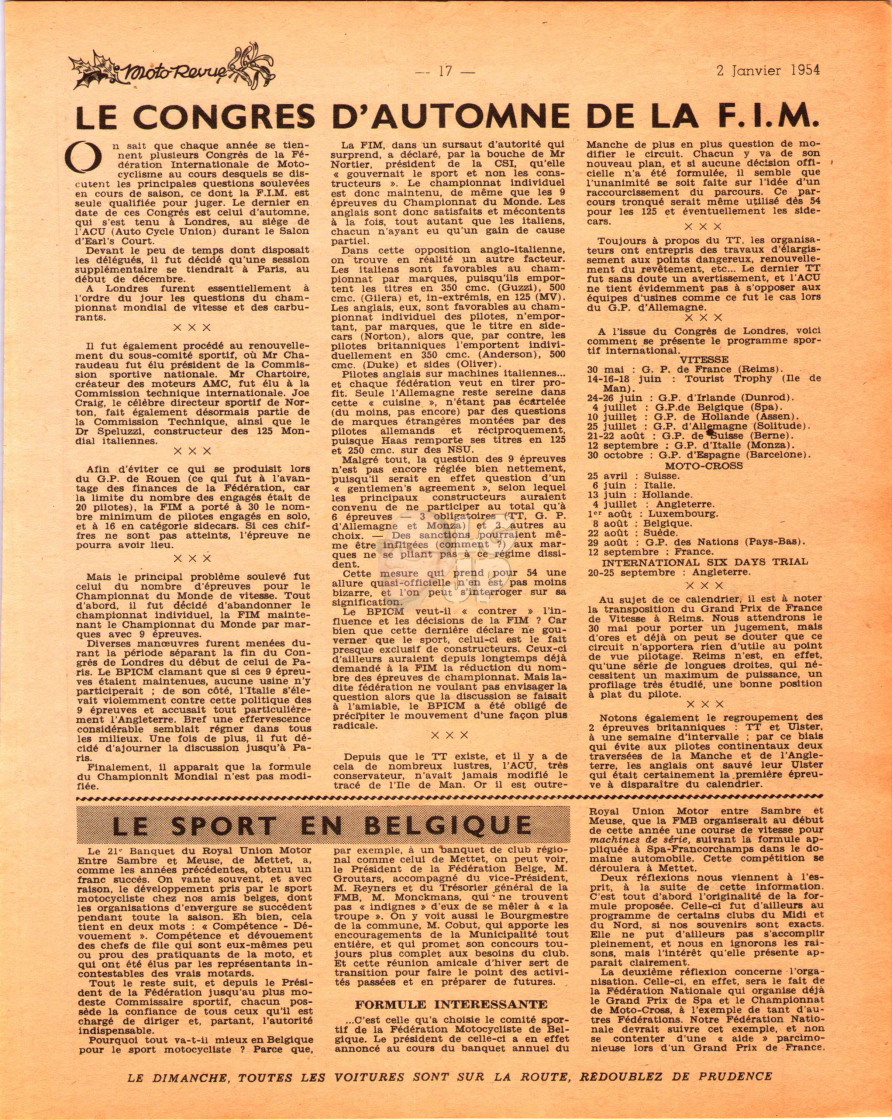 Moto Revue
— 17 —
2 Janvier 1954
LE CONGRES D'AUTOMNE DE LA F.I.M.
On sait que chaque année se tien-
nent plusieurs Congrès de la Fé-
dération Internationale de Moto-
cyclisme au cours desquels se dis-
cutent les principales questions soulevées
en cours de saison, ce dont la F.I.M. est
seule qualifiée pour juger. Le dernier en
date de ces Congrès est celui d'automne,
qui s'est tenu à Londres, au siège de
l'ACU (Auto Cycle Union) durant le Salon
d'Earl's Court.
Devant le peu de temps dont disposait
les délégués, il fut décidé qu'une session
supplémentaire se tiendrait à Paris, au
début de décembre.
A Londres furent essentiellement à
l'ordre du jour les questions du cham-
pionnat mondial de vitesse et des carbu-
rants.
× × ×
Il fut également procédé au renouvelle-
ment du sous-comité sportif, où Mr Cha-
raudeau fut élu président de la Commis-
sion sportive nationale. Mr Chartoire,
créateur des moteurs AMC, fut élu à la
Commission technique internationale. Joe
Craig, le célèbre directeur sportif de Nor-
ton, fait également désormais partie de
la Commission Technique, ainsi que le
Dr Speluzzi, constructeur des 125 Mon-
dial italiennes.
× × ×
Afin d'éviter ce qui se produisit lors
du G.P. de Rouen (ce qui fut à l'avan-
tage des finances de la Fédération, car
la limite du nombre des engagés était de
20 pilotes), la FIM a porté à 30 le nom-
bre minimum de pilotes engagés en solo,
et à 16 en catégorie sidecars. Si ces chif-
fres ne sont pas atteints, l'épreuve ne
pourra avoir lieu.
× × ×
Mais le principal problème soulevé fut
celui du nombre d'épreuves pour le
Championnat du Monde de vitesse. Tout
d'abord, il fut décidé d'abandonner le
championnat individuel, la FIM mainte-
nant le Championnat du Monde par mar-
ques avec 9 épreuves.
Diverses manœuvres furent menées du-
rant la période séparant la fin du Con-
grès de Londres du début de celui de Pa-
ris. Le BPICM clamant que si ces 9 épreu-
ves étaient maintenues, aucune usine n'y
participerait ; de son côté, l'Italie s'éle-
vait violemment contre cette politique des
9 épreuves et accusait tout particulière-
ment l'Angleterre. Bref une effervescence
considérable semblait régner dans tous
les milieux. Une fois de plus, il fut dé-
cidé d'ajourner la discussion jusqu'à Pa-
ris.
Finalement, il apparait que la formule
du Championnlt Mondial n'est pas modi-
fiée.
La FIM, dans un sursaut d'autorité qui
surprend, a déclaré, par la bouche de Mr
Nortier, président de la CSI, qu'elle
« gouvernait le sport et non les cons-
tructeurs ». Le championnat individuel
est donc maintenu, de même que les 9
épreuves du Championnat du Monde. Les
anglais sont donc satisfaits et mécontents
à la fois, tout autant que les italiens,
chacun n'ayant eu qu'un gain de cause
partiel.
Dans cette opposition anglo-italienne,
on trouve en réalité un autre facteur.
Les italiens sont favorables au cham-
pionnat par marques, puisqu'ils empor-
tent les titres en 350 cmc. (Guzzi), 500
cmc. (Gilera) et, in-extrémis, en 125 (MV).
Les anglais, eux, sont favorables au cham-
pionnat individuel des pilotes, n'empor-
tant, par marques, que le titre en side-
cars (Norton), alors que, par contre, les
pilotes britanniques l'emportent indivi-
duellement en 350 cmc. (Anderson), 500
cmc. (Duke) et sides (Oliver).
Pilotes anglais sur machines italiennes...
et chaque fédération veut en tirer pro-
fit. Seule l'Allemagne reste sereine dans
cette « cuisine », n'étant pas écartelée
(du moins, pas encore) par des questions
de marques étrangères montées par des
pilotes allemands et réciproquement,
puisque Haas remporte ses titres en 125
et 250 cmc. sur des NSU.
Malgré tout, la question des 9 épreuves
n'est pas encore réglée bien nettement,
puisqu'il serait en effet question d'un
« gentlemen's agreement », selon lequel
les principaux constructeurs auraient
convenu de ne participer au total qu'à
6 épreuves — 3 obligatoires (TT, G. P.
d'Allemagne et Monza) et 3 autres au
choix. — Des sanctions pourraient mê-
me être infligées (comment ?) aux mar-
ques ne se pliant pas à ce régime dissi-
dent.
Cette mesure qui prend pour 54 une
allure quasi-officielle n'en est pas moins
bizarre, et l'on peut s'interroger sur sa
signification.
Le BPICM veut-il « contrer » l'in-
fluence et les décisions de la FIM ? Car
bien que cette dernière déclare ne gou-
verner que le sport, celui-ci est le fait
presque exclusif de constructeurs. Ceux-ci
d'ailleurs auraient depuis longtemps déjà
demandé à la FIM la réduction du nom-
bre des épreuves de championnat. Mais la-
dite fédération ne voulant pas envisager la
question alors que la discussion se faisait
à l'amiable, le BPICM a été obligé de
précipiter le mouvement d'une façon plus
radicale.
× × ×
Depuis que le TT existe, et il y a de
cela de nombreux lustres, l'ACU, très
conservateur, n'avait jamais modifié le
tracé de l'Ile de Man. Or il est outre-
Manche de plus en plus question de mo-
difier le circuit. Chacun y va de son
nouveau plan, et si aucune décision offi-
cielle n'a été formulée, il semble que
l'unanimité se soit faite sur l'idée d'un
raccourcissement du parcours. Ce par-
cours tronqué serait même utilisé dès 54
pour les 125 et éventuellement les side-
cars.
× × ×
Toujours à propos du TT, les organisa-
teurs ont entrepris des travaux d'élargis-
sement aux points dangereux, renouvelle-
ment du revêtement, etc... Le dernier TT
fut sans doute un avertissement, et l'ACU
ne tient évidemment pas à s'opposer aux
équipes d'usines comme ce fut le cas lors
du G.P. d'Allemagne.
× × ×
A l'issue du Congrès de Londres, voici
comment se présente le programme spor-
tif international.
VITESSE
30 mai : G. P. de France (Reims).
14-16-18 juin : Tourist Trophy (Ile de
Man).
24-26 juin : G.P. d'Irlande (Dunrod).
4 juillet : G.P.de Belgique (Spa).
10 juillet : G.P. de Hollande (Assen).
25 juillet : G.P. d'Allemagne (Solitude).
21-22 août : G.P. de Suisse (Berne).
12 septembre : G.P. d'Italie (Monza).
30 octobre : G.P. d'Espagne (Barcelone).
MOTO-CROSS
25 avril : Suisse.
6 juin : Italie.
13 juin : Hollande.
4 juillet : Angleterre.
1er août : Luxembourg.
8 août : Belgique.
22 août : Suède.
29 août : G.P. des Nations (Pays-Bas).
12 septembre : France.
INTERNATIONAL SIX DAYS TRIAL
20-25 septembre : Angleterre.
× × ×
Au sujet de ce calendrier, il est à noter
la transposition du Grand Prix de France
de Vitesse à Reims. Nous attendrons le
30 mai pour porter un jugement, mais
d'ores et déjà on peut se douter que ce
circuit n'apportera rien d'utile au point
de vue pilotage. Reims n'est, en effet,
qu'une série de longues droites, qui né-
cessitent un maximum de puissance, un
profilage très étudié, une bonne position
à plat du pilote.
× × ×
Notons également le regroupement des
2 épreuves britanniques : TT et Ulster,
à une semaine d'intervalle ; par ce biais
qui évite aux pilotes continentaux deux
traversées de la Manche et de l'Angle-
terre, les anglais ont sauvé leur Ulster
qui était certainement la première épreu-
ve à disparaître du calendrier.
LE SPORT EN BELGIQUE
Le 21e Banquet du Royal Union Motor
Entre Sambre et Meuse, de Mettet, a,
comme les années précédentes, obtenu un
franc succès. On vante souvent, et avec
raison, le développement pris par le sport
motocycliste chez nos amis belges, dont
les organisations d'envergure se succèdent
pendant toute la saison. Eh bien, cela
tient en deux mots : « Compétence - Dé-
vouement ». Compétence et dévouement
des chefs de file qui sont eux-mêmes peu
ou prou des pratiquants de la moto, et
qui ont été élus par les représentants in-
contestables des vrais motards.
Tout le reste suit, et depuis le Prési-
dent de la Fédération jusqu'au plus mo-
deste Commissaire sportif, chacun pos-
sède la confiance de tous ceux qu'il est
chargé de diriger et, partant, l'autorité
indispensable.
Pourquoi tout va-t-il mieux en Belgique
pour le sport motocycliste ? Parce que,
par exemple, à un banquet de club régio-
nal comme celui de Mettet, on peut voir,
le Président de la Fédération Belge, M.
Groutars, accompagné du vice-Président,
M. Reyners et du Trésorier général de la
FMB, M. Monckmans, qui ne trouvent
pas « indignes » d'eux de se mêler à « la
troupe ». On y voit aussi le Bourgmestre
de la commune, M. Cobut, qui apporte les
encouragements de la Municipalité tout
entière, et qui promet son concours tou-
jours plus complet aux besoins du club.
Et cette réunion amicale d'hiver sert de
transition pour faire le point des activi-
tés passées et en préparer de futures.
FORMULE INTERESSANTE
...C'est celle qu'a choisie le comité spor-
tif de la Fédération Motocycliste de Bel-
gique. Le président de celle-ci a en effet
annoncé au cours du banquet annuel du
Royal Union Motor entre Sambre et
Meuse, que la FMB organiserait au début
de cette année une course de vitesse pour
machines de série, suivant la formule ap-
pliquée à Spa-Francorchamps dans le do-
maine automobile. Cette compétition se
déroulera à Mettet.
Deux réflexions nous viennent à l'es-
prit, à la suite de cette information.
C'est tout d'abord l'originalité de la for-
mule proposée. Celle-ci fut d'ailleurs au
programme de certains clubs du Midi et
du Nord, si nos souvenirs sont exacts.
Elle ne put d'ailleurs pas s'accomplir
pleinement, et nous en ignorons les rai-
sons, mais l'intérêt qu'elle présente ap-
parait clairement.
La deuxième réflexion concerne l'orga-
nisation. Celle-ci, en effet, sera le fait de
la Fédération Nationale qui organise déjà
le Grand Prix de Spa et le Championnat
de Moto-Cross, à l'exemple de tant d'au-
tres Fédérations. Notre Fédération Natio-
nale devrait suivre cet exemple, et non
se contenter d'une « aide » parcimo-
nieuse lors d'un Grand Prix de France.
LE DIMANCHE, TOUTES LES VOITURES SONT SUR LA ROUTE, REDOUBLEZ DE PRUDENCE